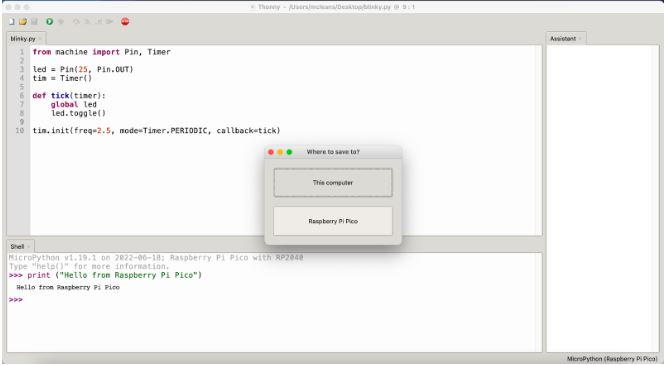 Thonny - /Users/mcleans/Desktop/blinky.py @ 9 : 1
blinky.py
1 from machine import Pin, Timer
2
3 led = Pin(25, Pin.OUT)
4 tim = Timer()
5
6 def tick(timer):
7 global led
8 led.toggle()
9
10 tim.init(freq=2.5, mode=Timer.PERIODIC, callback=tick)
Assistant
Where to save to?
This computer
Raspberry Pi Pico
Shell
MicroPython v1.19.1 on 2022-06-18; Raspberry Pi Pico with RP2040
Type "help()" for more information.
>>> print ("Hello from Raspberry Pi Pico")
Hello from Raspberry Pi Pico
>>>
MicroPython (Raspberry Pi Pico)